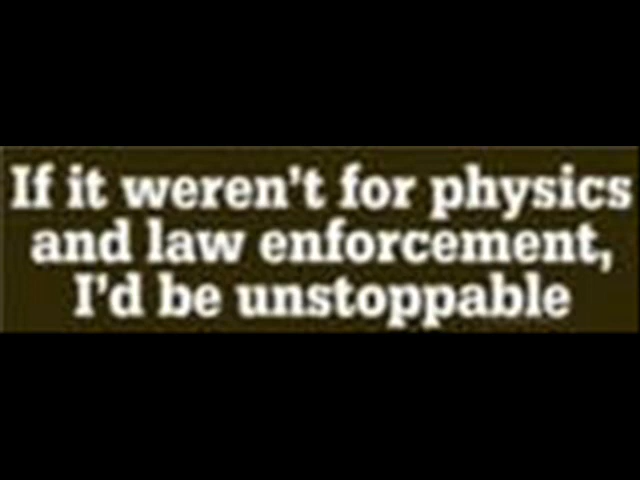 If it weren't for physics
and law enforcement,
I'd be unstoppable